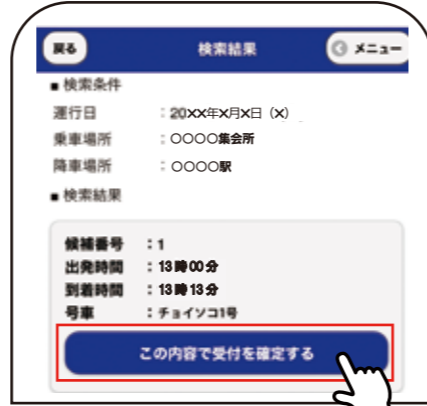 戻る 検索結果 メニュー
■ 検索条件
運行日 : 20XX年X月X日（X）
乗車場所 : 〇〇〇〇集会所
降車場所 : 〇〇〇〇駅
■ 検索結果
候補番号 : 1
出発時間 : 13時00分
到着時間 : 13時13分
号車 : チョイソコ1号
この内容で受付を確定する